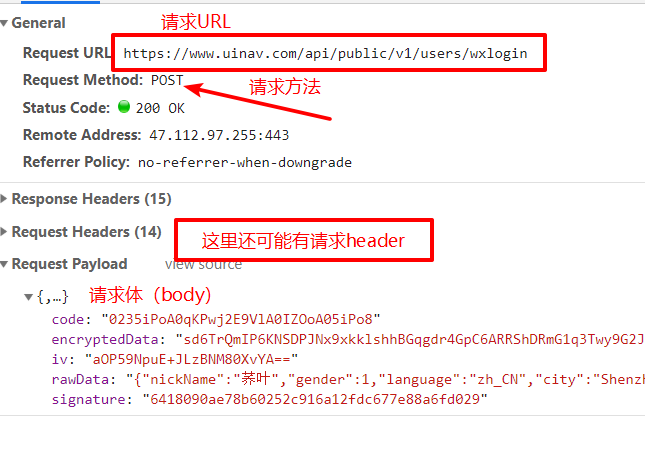 General
请求URL
Request URL https://www.uinav.com/api/public/v1/users/wxlogin
Request Method: POST
请求方法
Status Code: 200 OK
Remote Address: 47.112.97.255:443
Referrer Policy: no-referrer-when-downgrade
Response Headers (15)
Request Headers (14)
这里还可能有请求header
Request Payload view source
{,…} 请求体（body)
code: "0235iPoA0qKPwj2E9VlA0IZOoA05iPo8"
encryptedData: "sd6TrQmIP6KNSDPJNx9xkklshhBGqgdr4GpC6ARRShDRmG1q3Twy9G2J
iv: "aOP59NpuE+JLzBNM80XvYA=="
rawData: "{"nickName":"荞叶","gender":1,"language":"zh_CN","city":"Shenzh
signature: "6418090ae78b60252c916a12fdc677e88a6fd029"